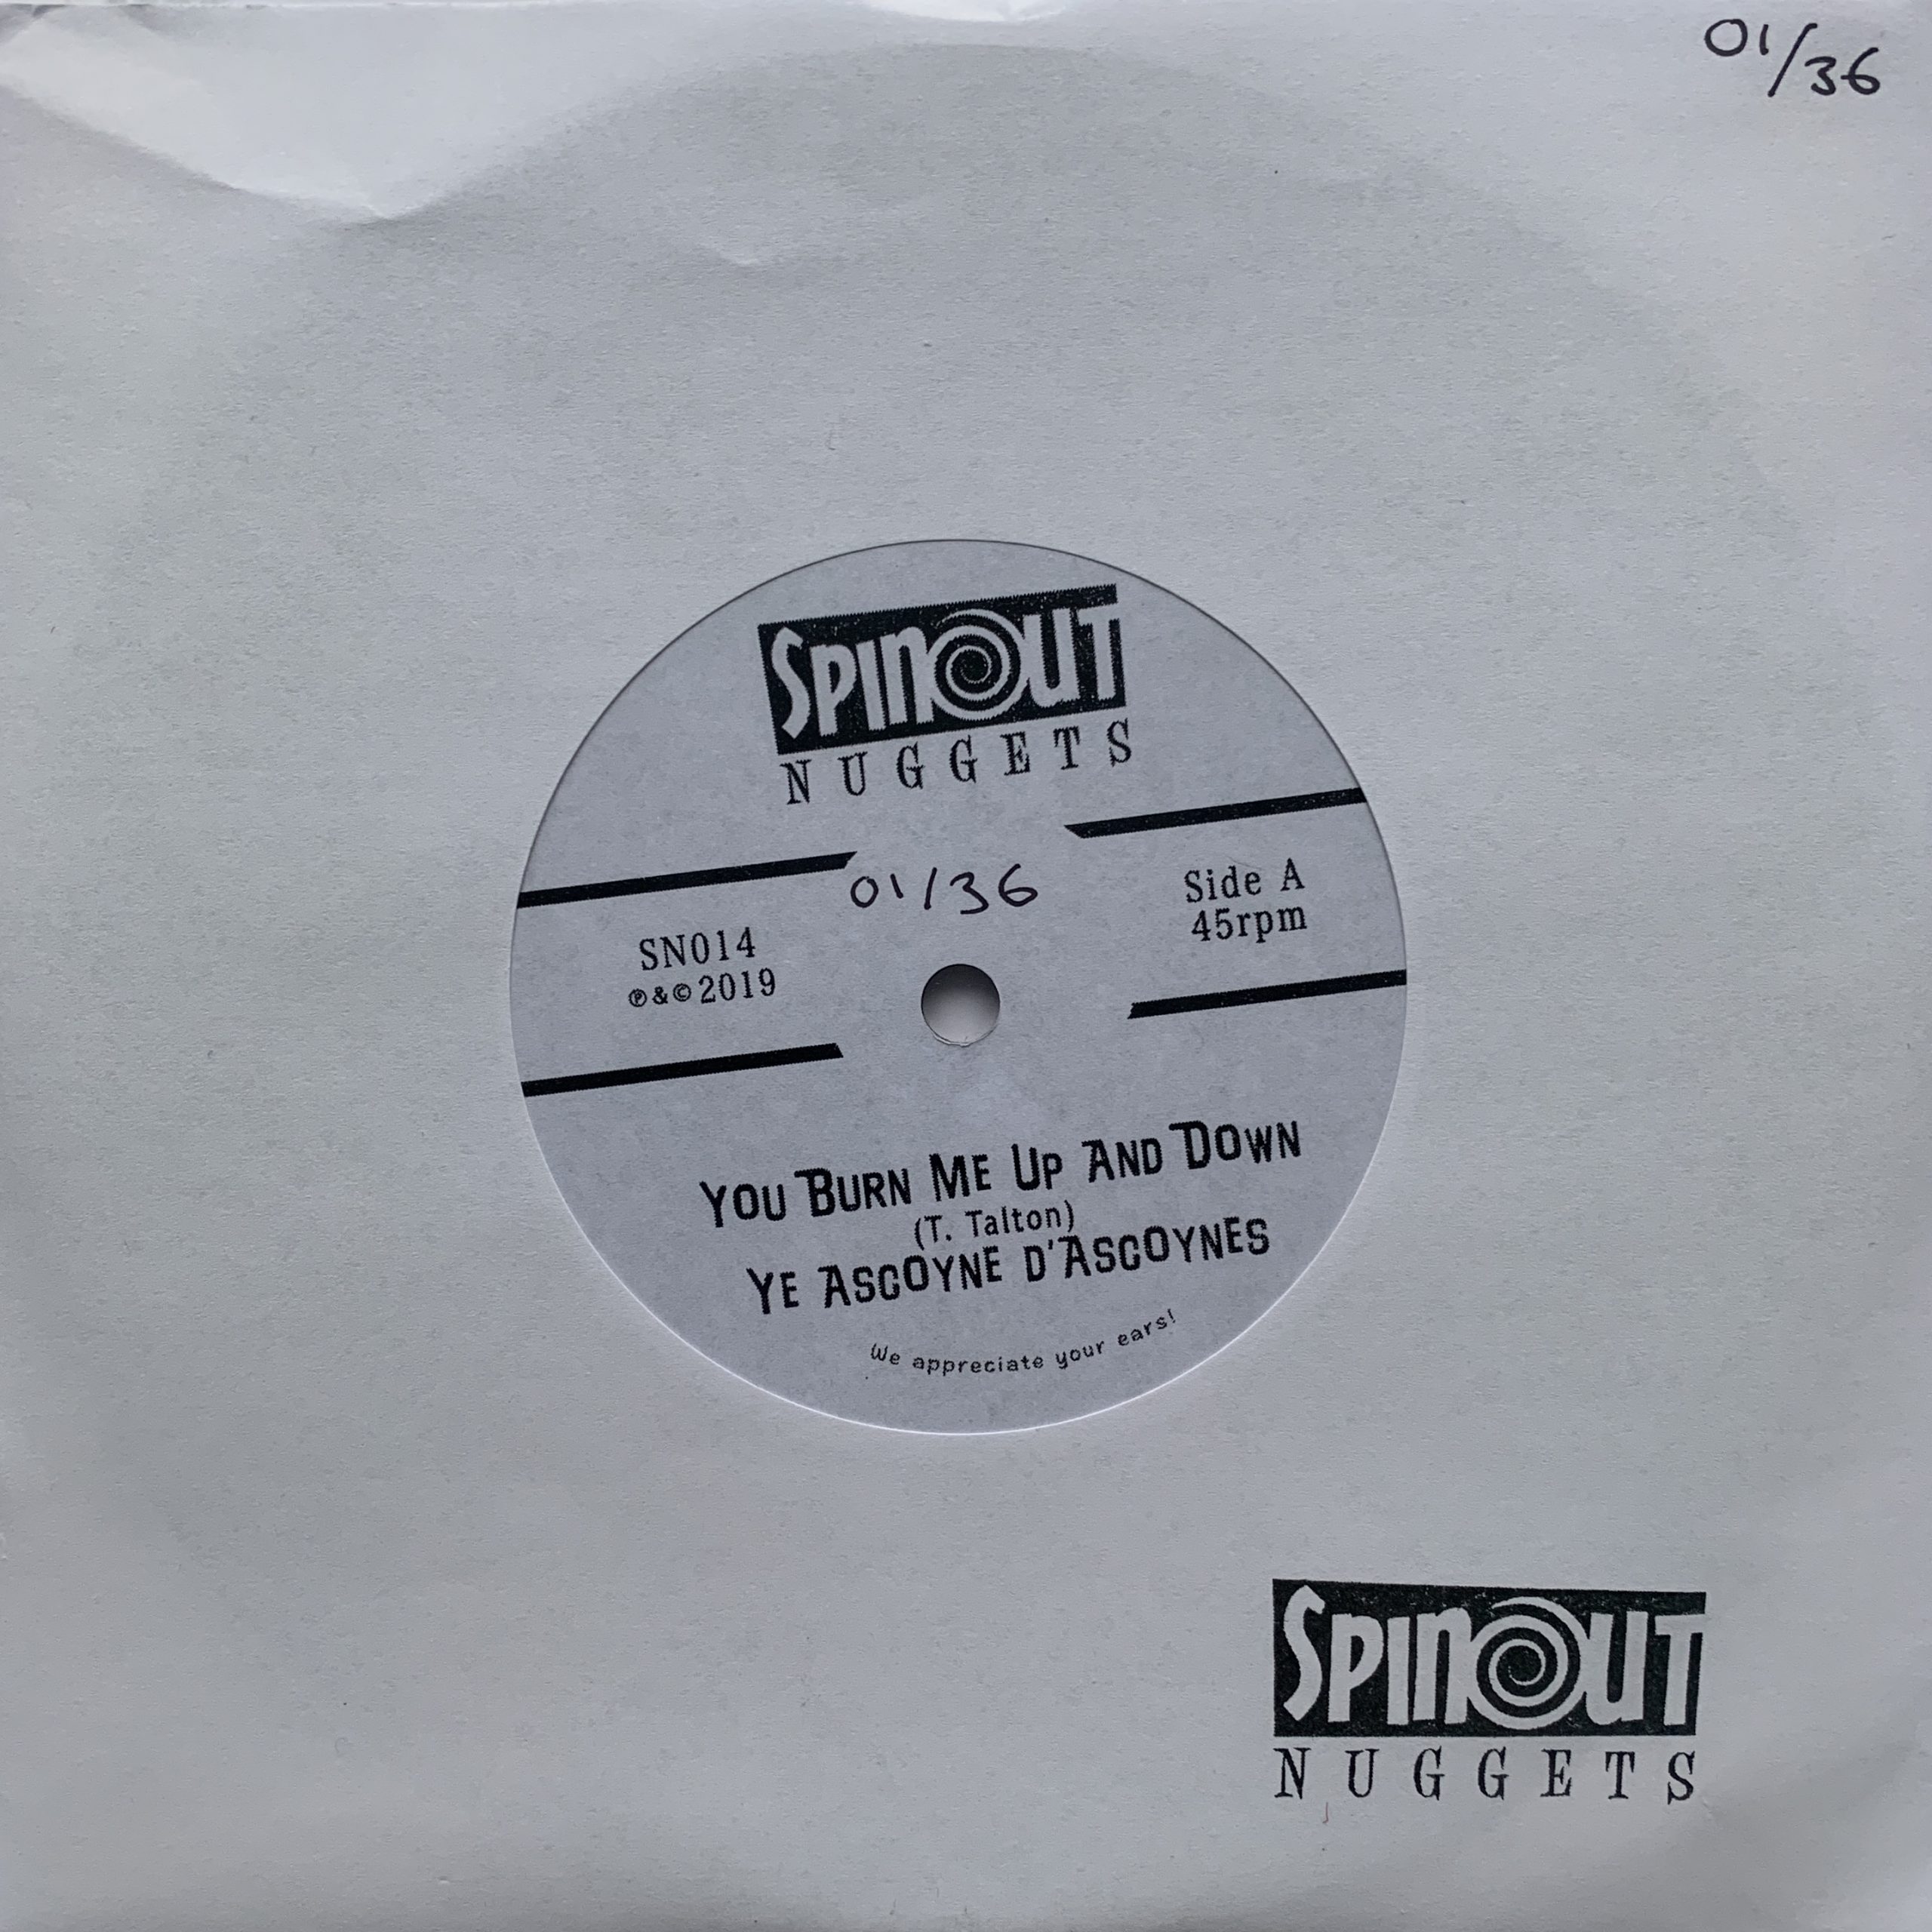 01/36
SPINOUT
NUGGETS
01/36
SN014
℗&©2019
Side A
45rpm
YOU BURN ME UP AND DOWN
(T. Talton)
YE ASCOYNE D'ASCOYNES
We appreciate your ears!
SPINOUT
NUGGETS